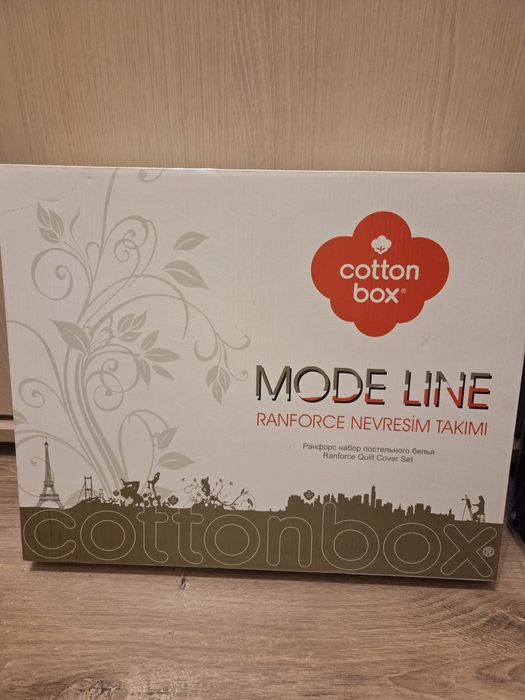 cotton
box®
MODE LINE
RANFORCE NEVRESİM TAKIMI
Ранфорс набор постельного белья
Ranforce Quilt Cover Set
cottonbox®